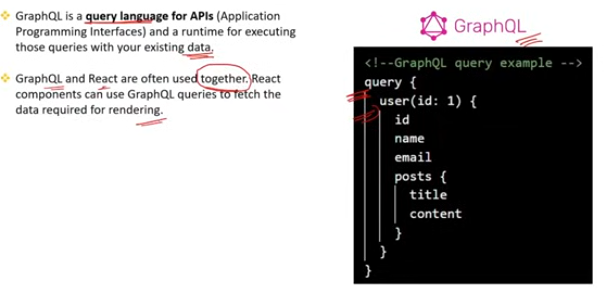 GraphQL is a query language for APIs (Application
Programming Interfaces) and a runtime for executing
those queries with your existing data.
GraphQL and React are often used together. React
components can use GraphQL queries to fetch the
data required for rendering.
GraphQL
<!--GraphQL query example -->
query {
user(id: 1) {
id
name
email
posts {
title
content
}
}
}